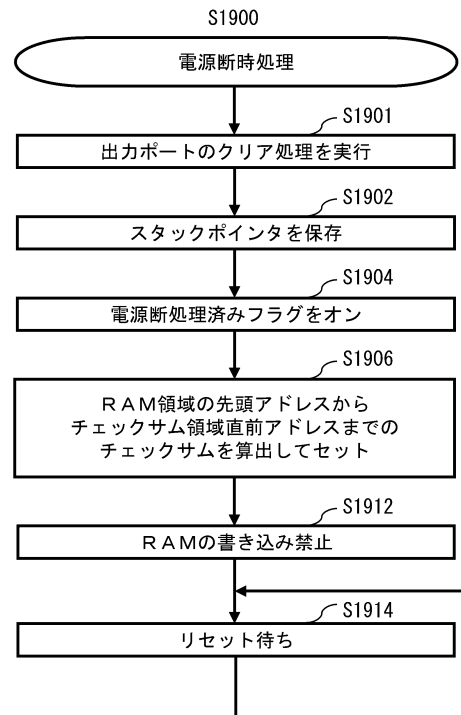 S1900
電源断時処理
S1901
出力ポートのクリア処理を実行
S1902
スタックポインタを保存
S1904
電源断処理済みフラグをオン
S1906
ＲＡＭ領域の先頭アドレスから
チェックサム領域直前アドレスまでの
チェックサムを算出してセット
S1912
ＲＡＭの書き込み禁止
S1914
リセット待ち